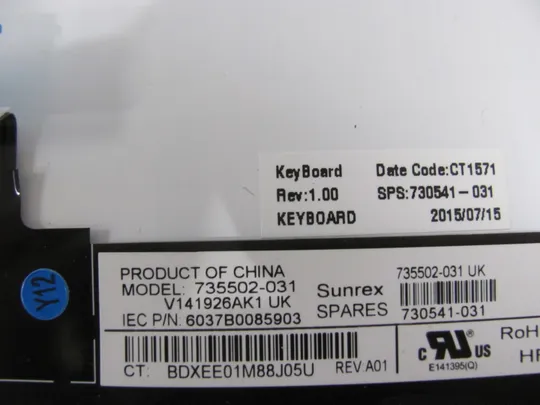 KeyBoard Date Code:CT1571
Rev:1.00 SPS:730541-031
KEYBOARD 2015/07/15
PRODUCT OF CHINA
MODEL: 735502-031
V141926AK1 UK
IEC P/N: 6037B0085903
Sunrex
SPARES
735502-031 UK
730541-031
Y12
CT: BDXEE01M88J05U REV.A01
c RU US
E141395(Q)
RoH
HF